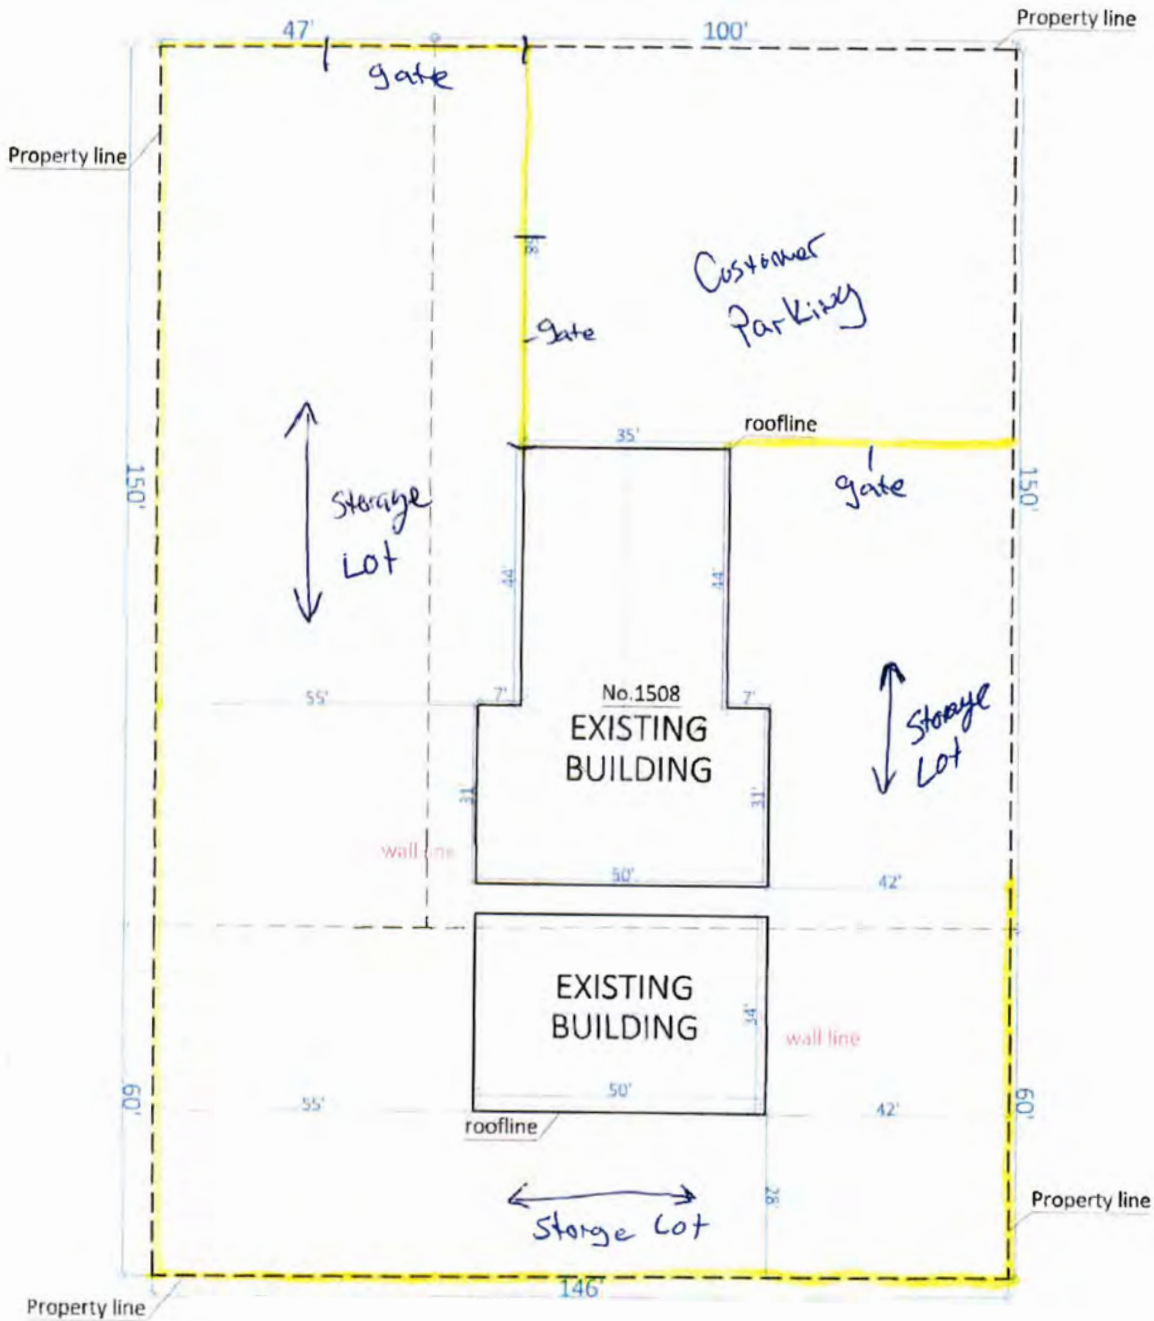 47'
100'
Property line
gate
Property line
58'
Customer
Parking
gate
35'
roofline
gate
150'
150'
Storage
Lot
44'
44'
55'
7'
No.1508
7'
EXISTING
BUILDING
Storage
Lot
31'
31'
wall line
50'
42'
EXISTING
BUILDING
34'
wall line
60'
55'
50'
42'
60'
roofline
28'
Storge Lot
Property line
146'
Property line